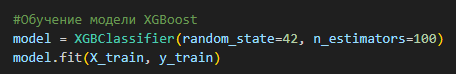 #Обучение модели XGBoost
model = XGBClassifier(random_state=42, n_estimators=100)
model.fit(X_train, y_train)